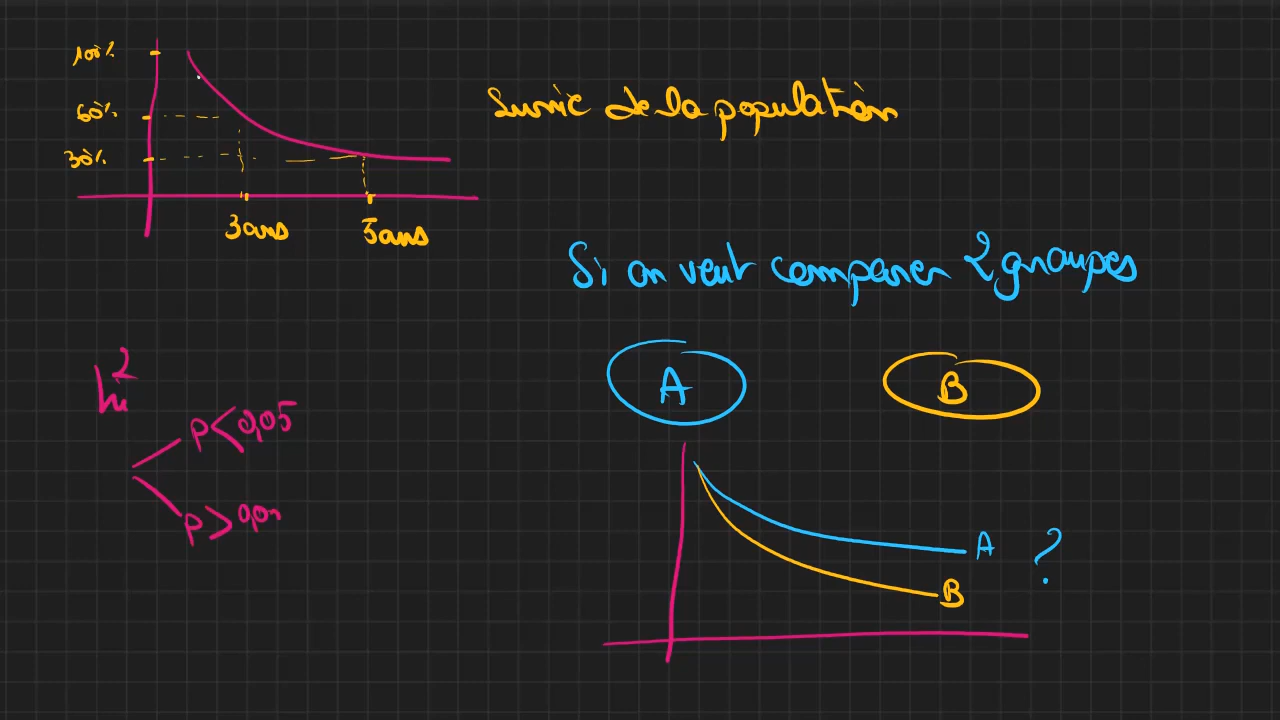 100%
60%
30%
3ans
5ans
Survie de la population
Si on veut comparer 2 groupes
A
B
hi²
p<0,05
p>0,05
A
B
?